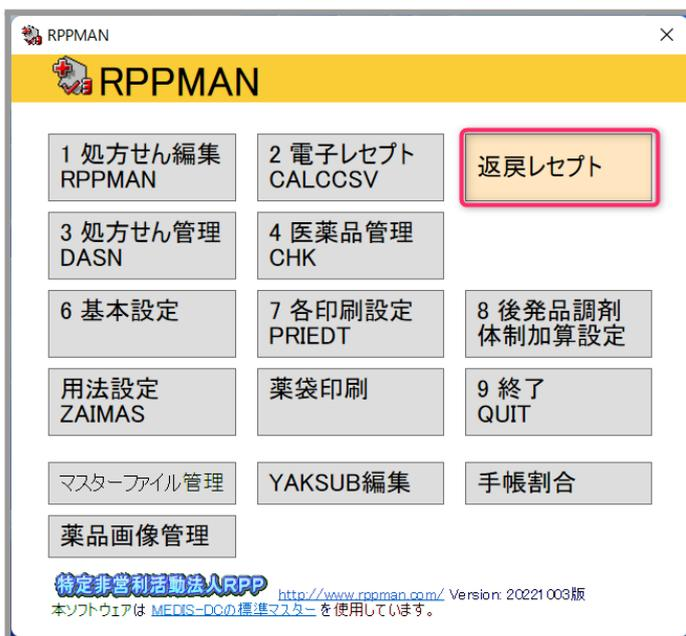 RPPMAN
RPPMAN
1 処方せん編集
RPPMAN
2 電子レセプト
CALCCSV
返戻レセプト
3 処方せん管理
DASN
4 医薬品管理
CHK
6 基本設定
7 各印刷設定
PRIEDT
8 後発品調剤
体制加算設定
用法設定
ZAIMAS
薬袋印刷
9 終了
QUIT
マスターファイル管理
YAKSUB編集
手帳割合
薬品画像管理
特定非営利活動法人RPP http://www.rppman.com/ Version: 20221003版
本ソフトウェアは MEDIS-DCの標準マスター を使用しています。